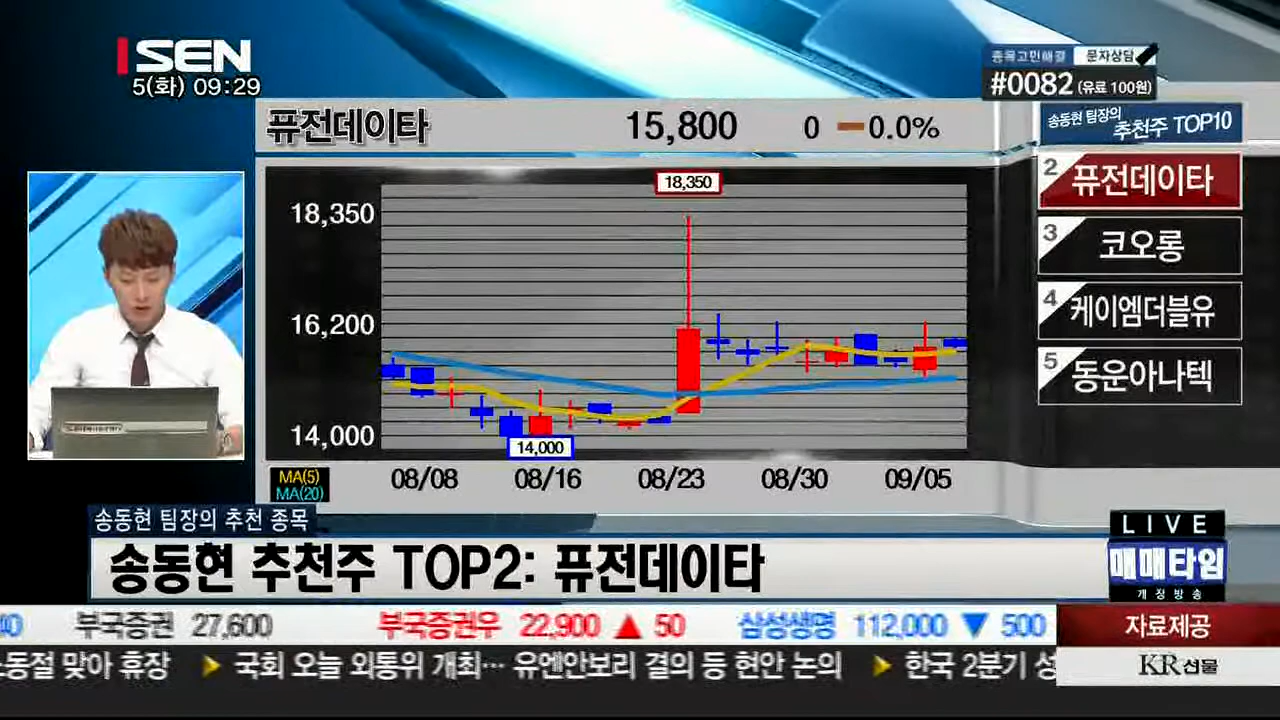 SEN
5(화) 09:29
종목고민해결 문자상담
#0082 (유료 100원)
퓨전데이타 15,800 0 0.0%
송동현 팀장의
추천주 TOP10
2 퓨전데이타
3 코오롱
4 케이엠더블유
5 동운아나텍
18,350
18,350
16,200
14,000
14,000
MA(5)
MA(20)
08/08 08/16 08/23 08/30 09/05
송동현 팀장의 추천 종목
송동현 추천주 TOP2: 퓨전데이타
LIVE
매매타임
개장방송
부국증권 27,600 부국증권우 22,900 ▲ 50 삼성생명 112,000 ▼ 500
자료제공
동절 맞아 휴장 ▶ 국회 오늘 외통위 개최… 유엔안보리 결의 등 현안 논의 ▶ 한국 2분기
KR선물